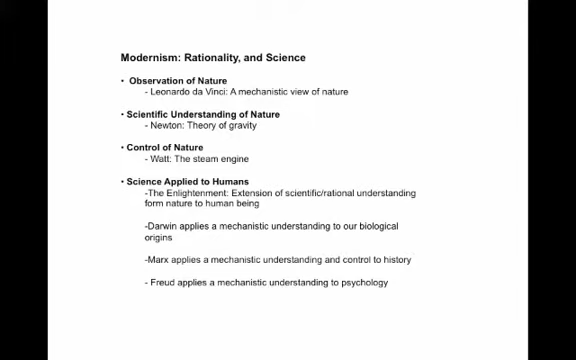 Modernism: Rationality, and Science
• Observation of Nature
- Leonardo da Vinci: A mechanistic view of nature
• Scientific Understanding of Nature
- Newton: Theory of gravity
• Control of Nature
- Watt: The steam engine
• Science Applied to Humans
-The Enlightenment: Extension of scientific/rational understanding
form nature to human being
-Darwin applies a mechanistic understanding to our biological
origins
-Marx applies a mechanistic understanding and control to history
- Freud applies a mechanistic understanding to psychology